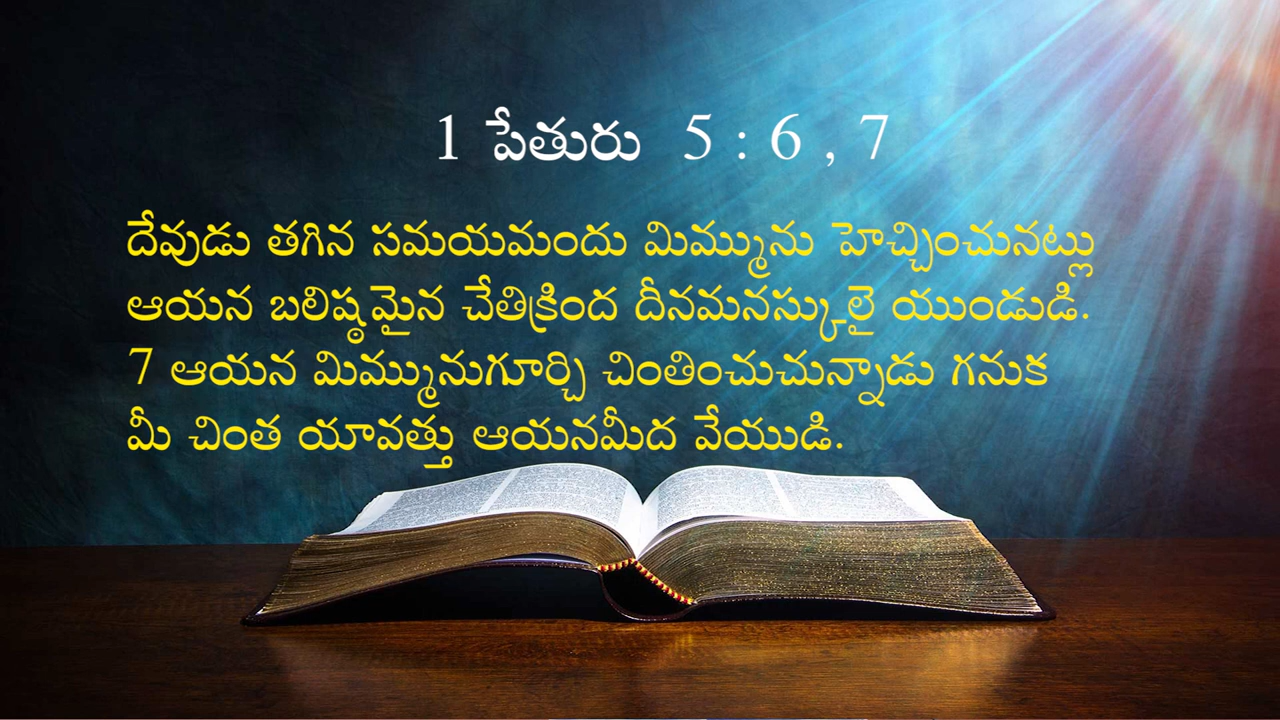 1 పేతురు 5 : 6 , 7
దేవుడు తగిన సమయమందు మిమ్మును హెచ్చించునట్లు
ఆయన బలిష్ఠమైన చేతిక్రింద దీనమనస్కులై యుండుడి.
7 ఆయన మిమ్మునుగూర్చి చింతించుచున్నాడు గనుక
మీ చింత యావత్తు ఆయనమీద వేయుడి.